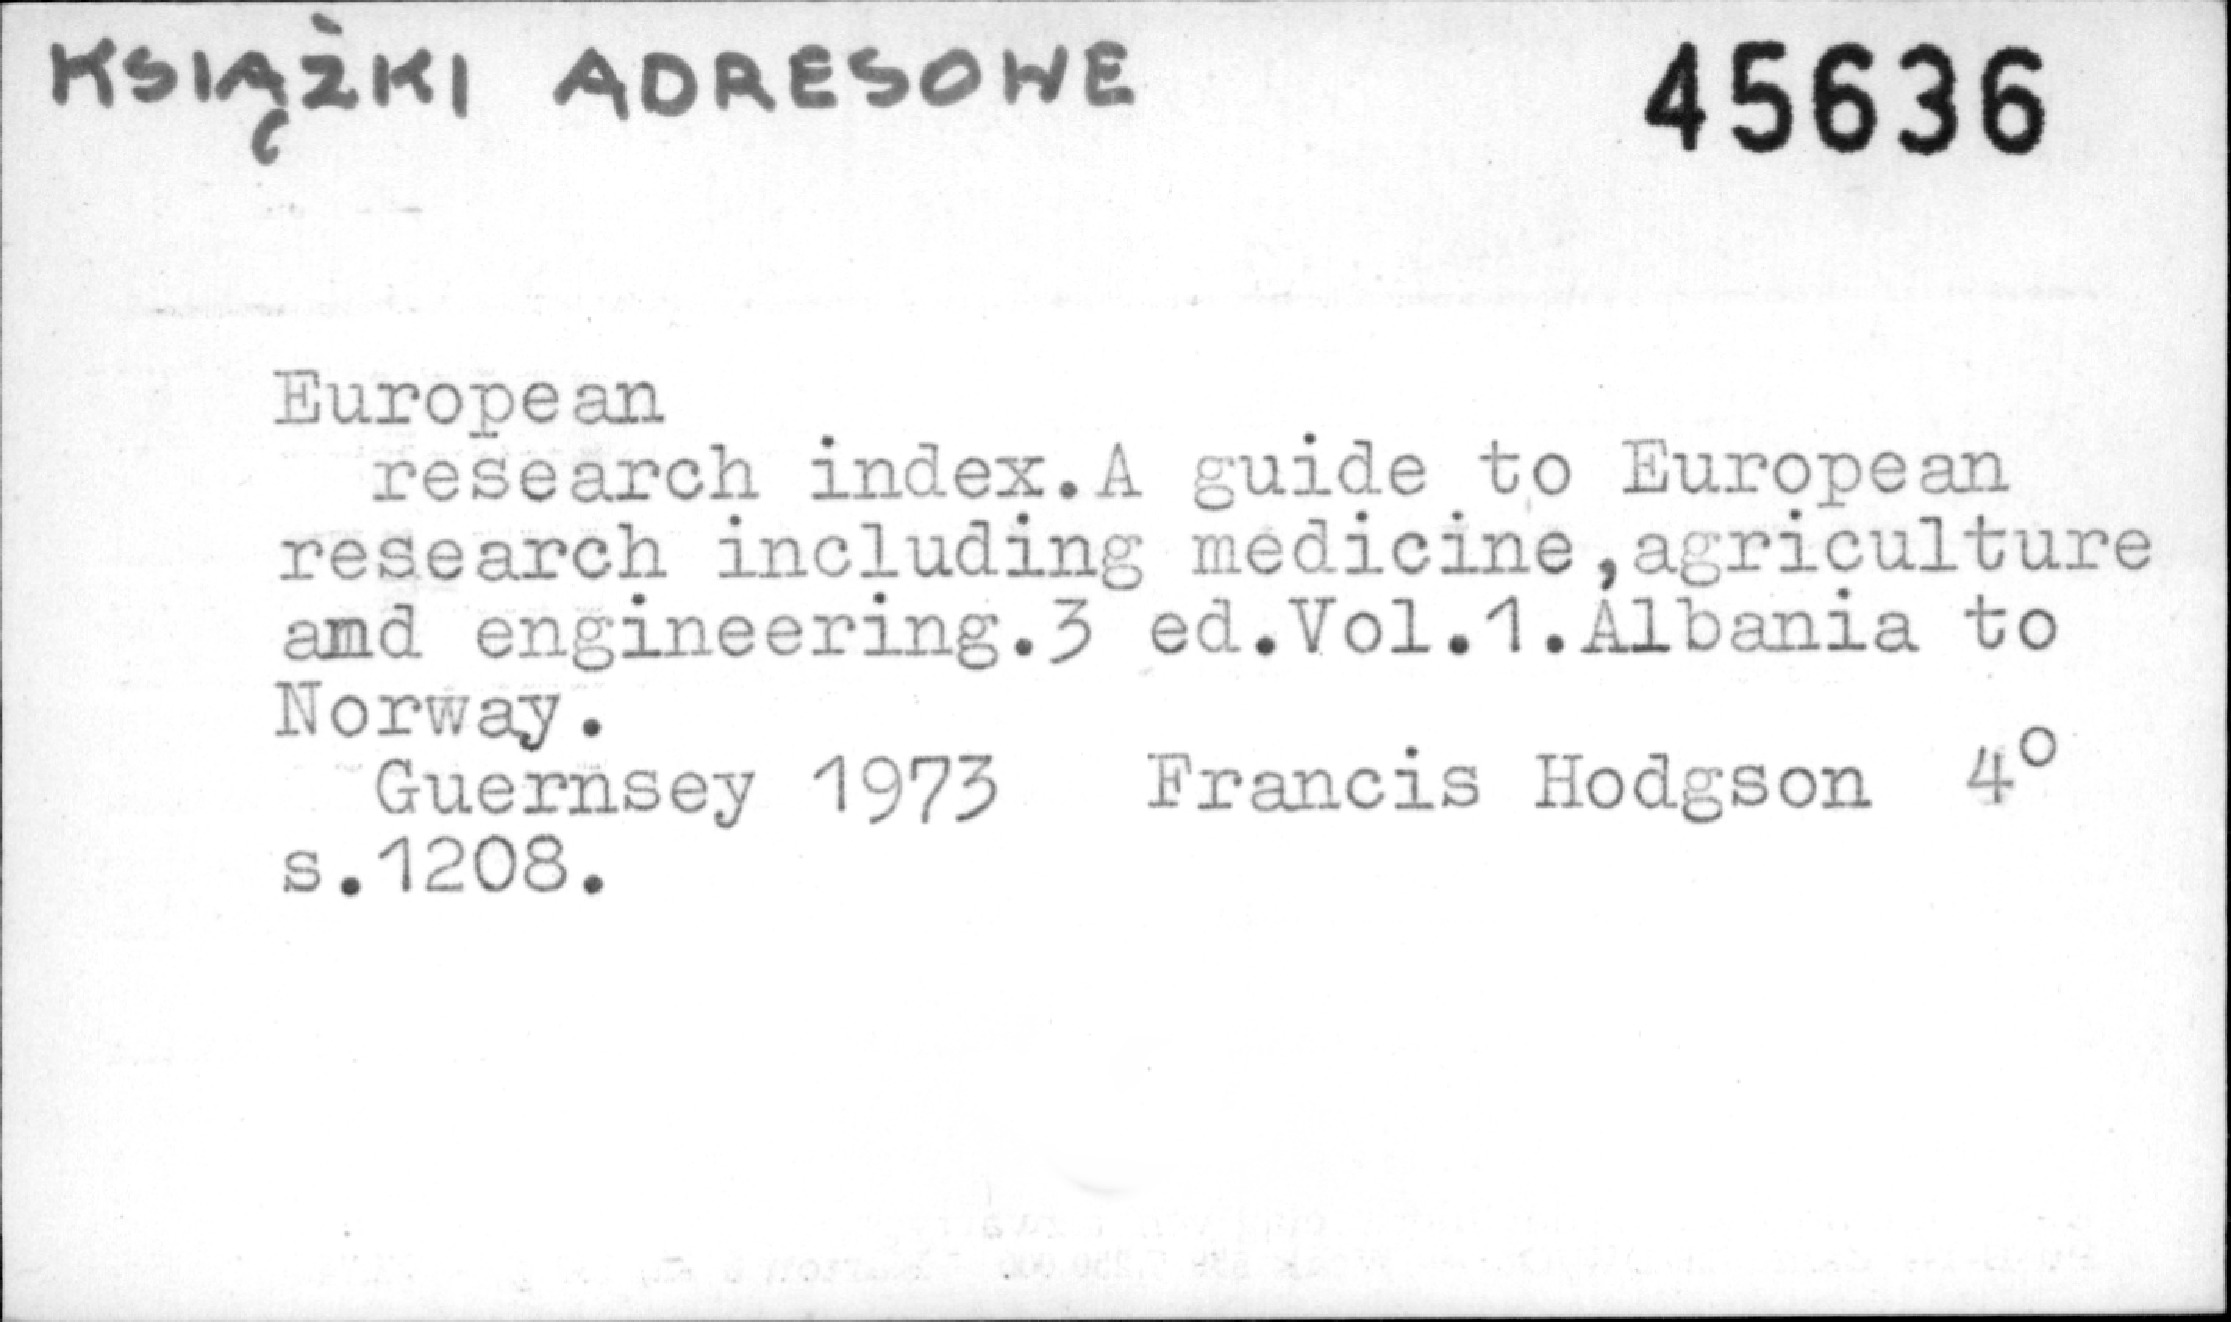 KSIĄŻKI ADRESOWE 45636
European
research index.A guide to European
research including medicine,agriculture
and engineering.3 ed.Vol.1.Albania to
Norway.
Guernsey 1973 Francis Hodgson 4°
s.1208.